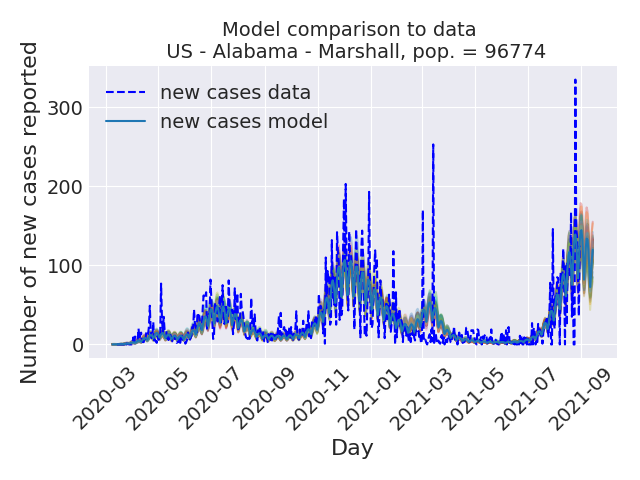 Model comparison to data
US - Alabama - Marshall, pop. = 96774
Number of new cases reported
300
200
100
0
new cases data
new cases model
2020-03
2020-05
2020-07
2020-09
2020-11
2021-01
2021-03
2021-05
2021-07
2021-09
Day